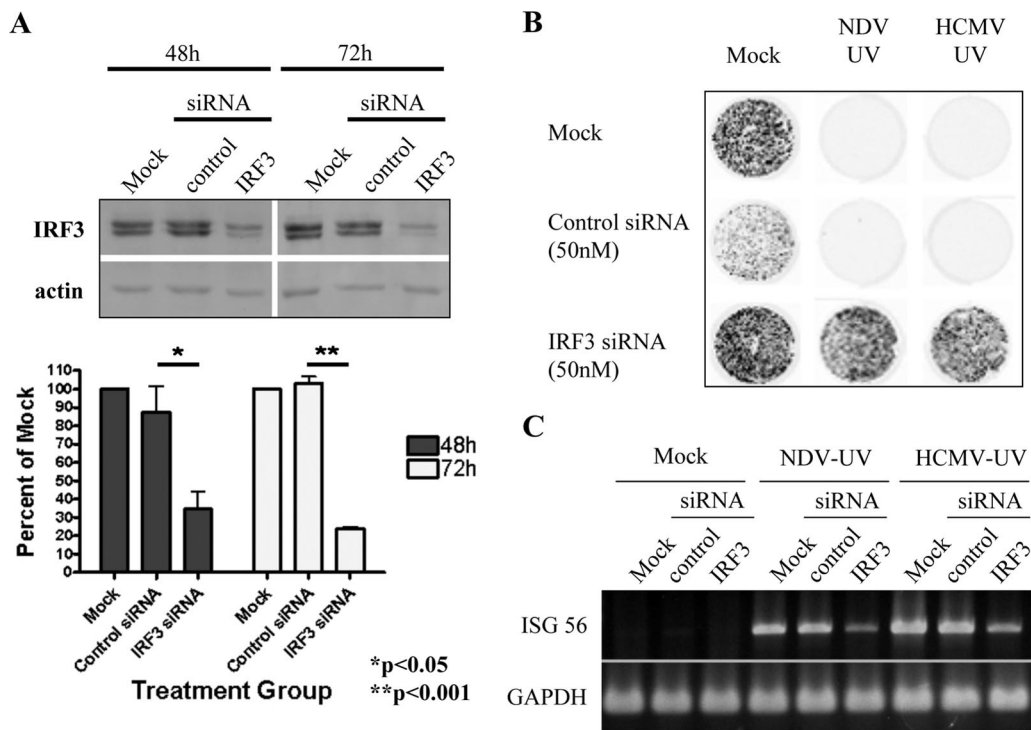 A
48h 72h
siRNA siRNA
Mock control IRF3 Mock control IRF3
IRF3
actin
Percent of Mock
110
100
90
80
70
60
50
40
30
20
10
0
* **
48h
72h
Mock Control siRNA IRF3 siRNA Mock Control siRNA IRF3 siRNA
Treatment Group
*p<0.05
**p<0.001
B
Mock NDV UV HCMV UV
Mock
Control siRNA
(50nM)
IRF3 siRNA
(50nM)
C
Mock NDV-UV HCMV-UV
siRNA siRNA siRNA
Mock control IRF3 Mock control IRF3 Mock control IRF3
ISG 56
GAPDH